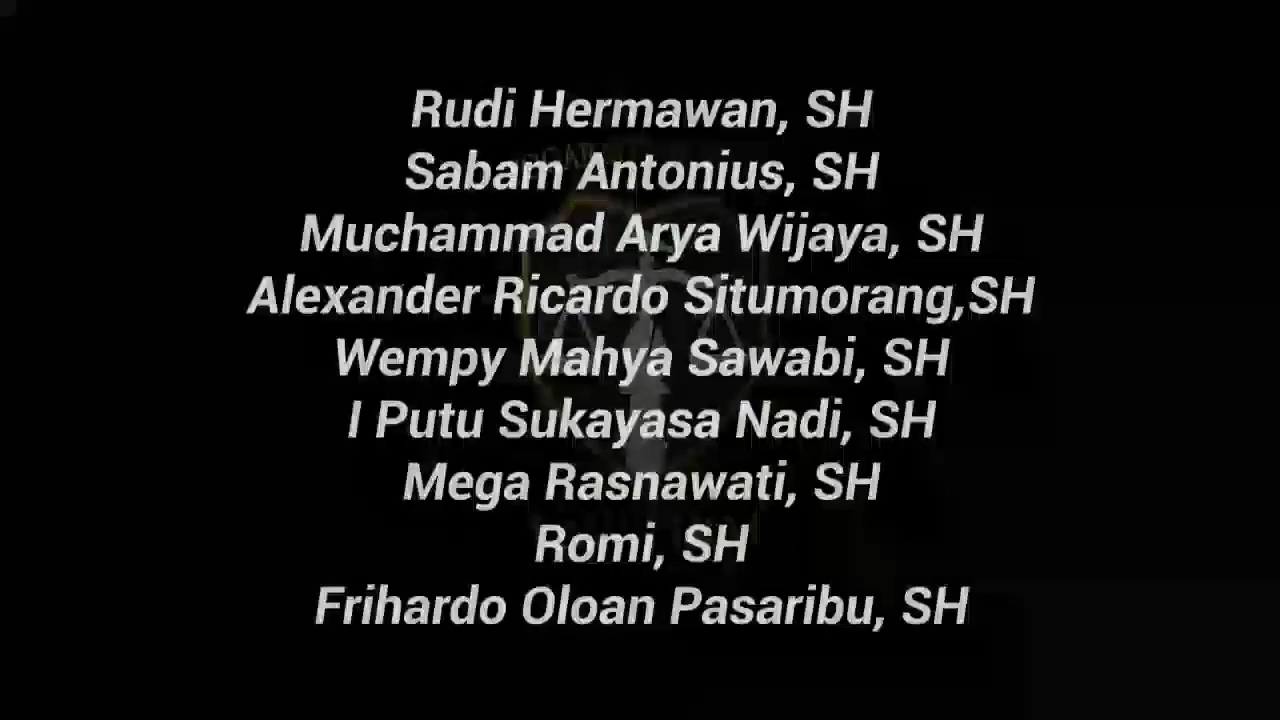 Rudi Hermawan, SH
Sabam Antonius, SH
Muchammad Arya Wijaya, SH
Alexander Ricardo Situmorang,SH
Wempy Mahya Sawabi, SH
I Putu Sukayasa Nadi, SH
Mega Rasnawati, SH
Romi, SH
Frihardo Oloan Pasaribu, SH